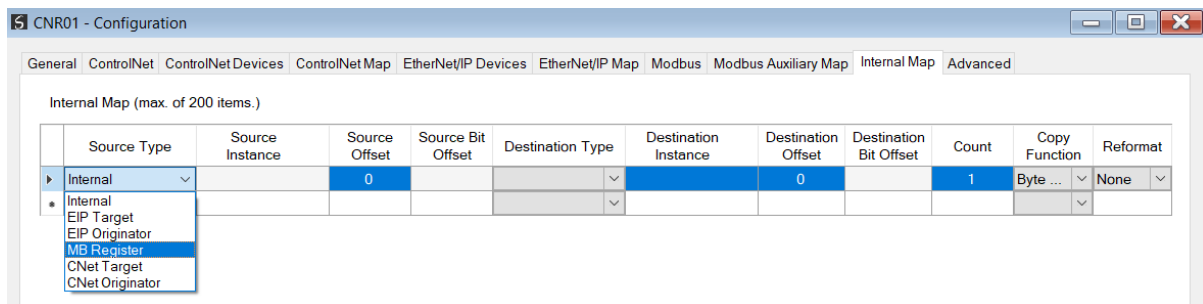 CNR01 - Configuration
General ControlNet ControlNet Devices ControlNet Map EtherNet/IP Devices EtherNet/IP Map Modbus Modbus Auxiliary Map Internal Map Advanced
Internal Map (max. of 200 items.)
Source Type Source Instance Source Offset Source Bit Offset Destination Type Destination Instance Destination Offset Destination Bit Offset Count Copy Function Reformat
Internal 0 0 1 Byte ... None
Internal
EIP Target
EIP Originator
MB Register
CNet Target
CNet Originator